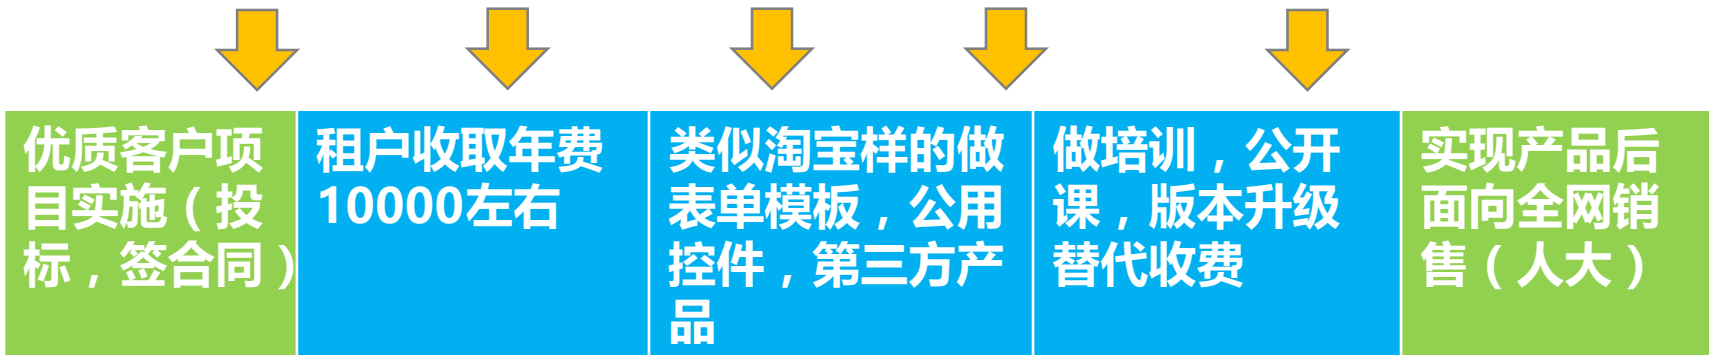 优质客户项
目实施（投
标，签合同）
租户收取年费
10000左右
类似淘宝样的做
表单模板，公用
控件，第三方产
品
做培训，公开
课，版本升级
替代收费
实现产品后
面向全网销
售（人大）